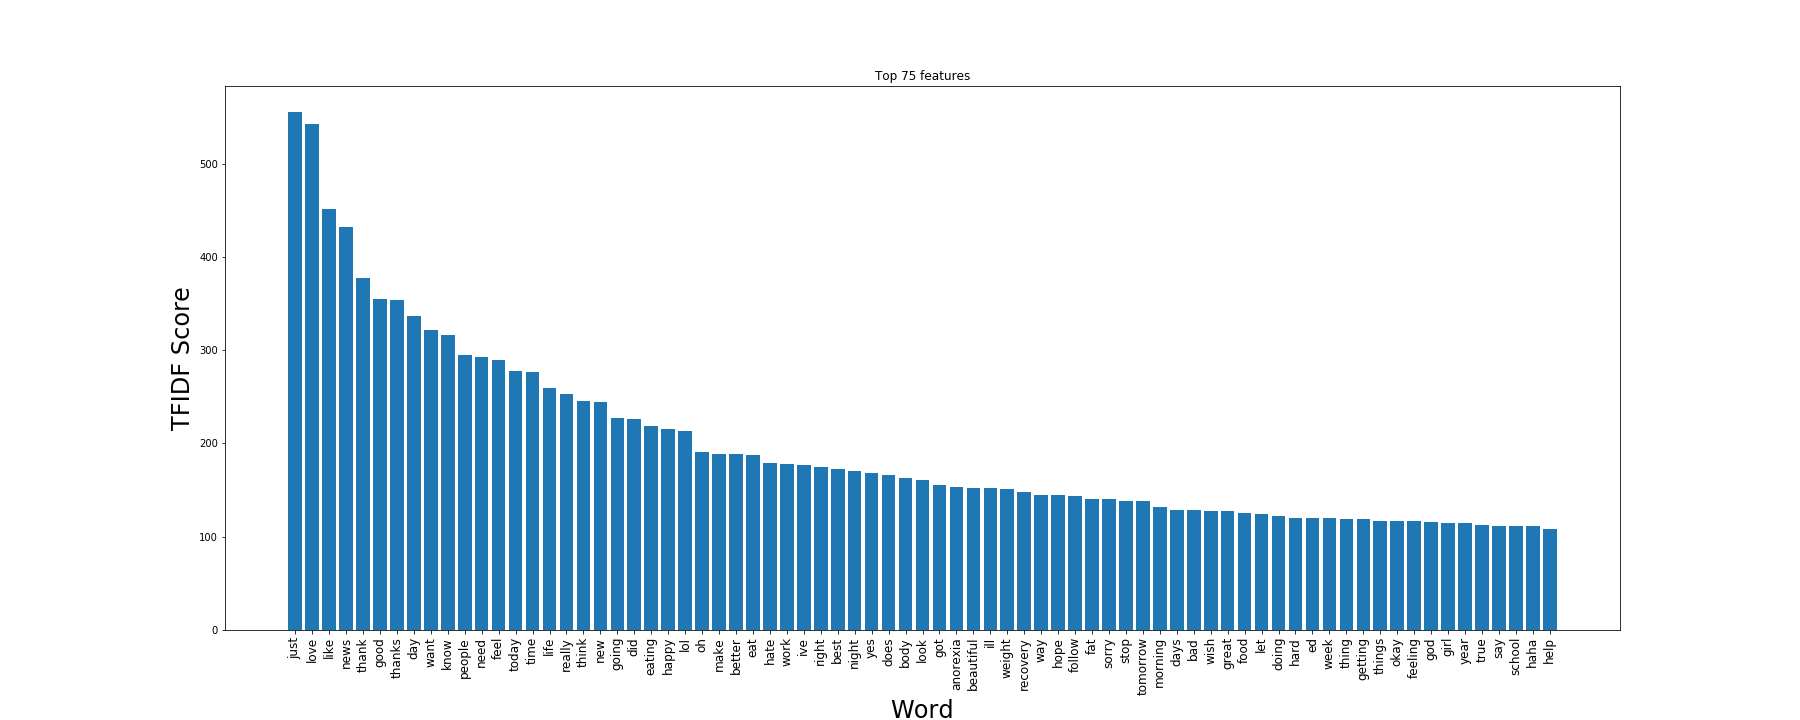 Top 75 features
TFIDF Score
500
400
300
200
100
0
just
love
like
news
thank
good
thanks
day
want
know
people
need
feel
today
time
life
really
think
new
going
did
eating
happy
lol
oh
make
better
eat
hate
work
ive
right
best
night
yes
does
body
look
got
anorexia
beautiful
ill
weight
recovery
way
hope
follow
fat
sorry
stop
tomorrow
morning
days
bad
wish
great
food
let
doing
hard
ed
week
thing
getting
things
okay
feeling
god
girl
year
true
say
school
haha
help
Word